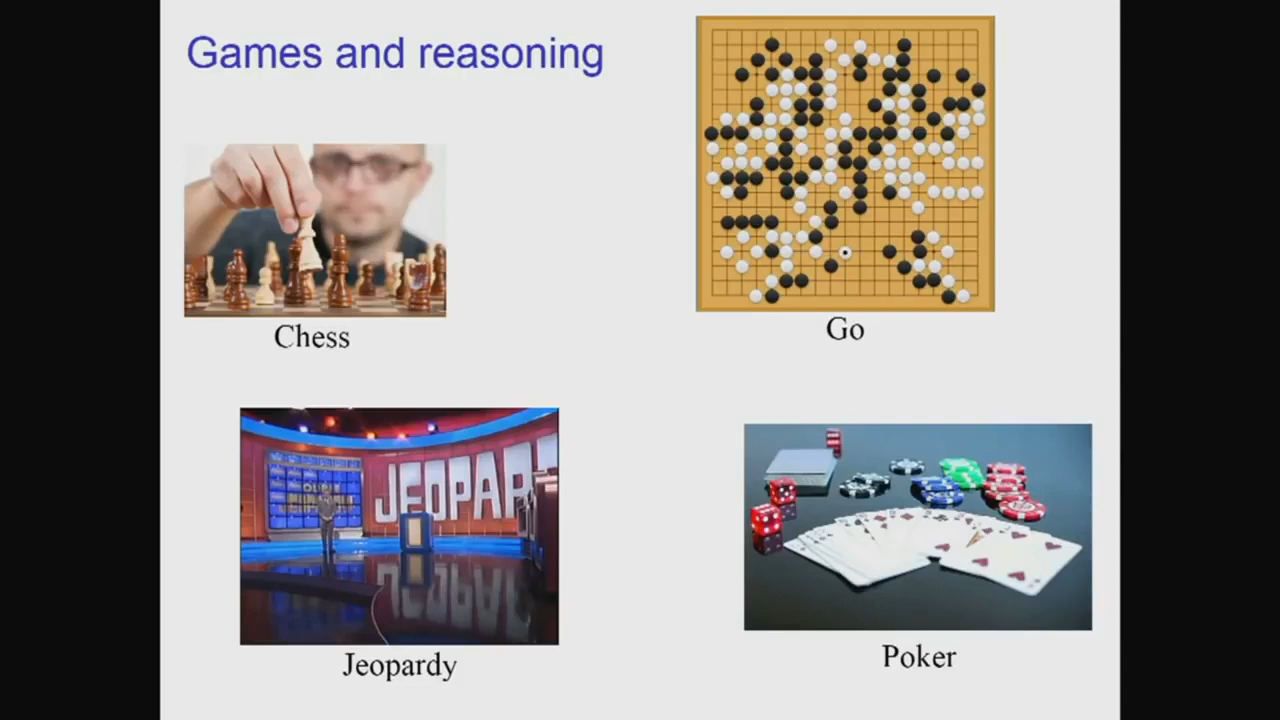 Games and reasoning
Chess
Go
JEOPAR
Jeopardy
Poker